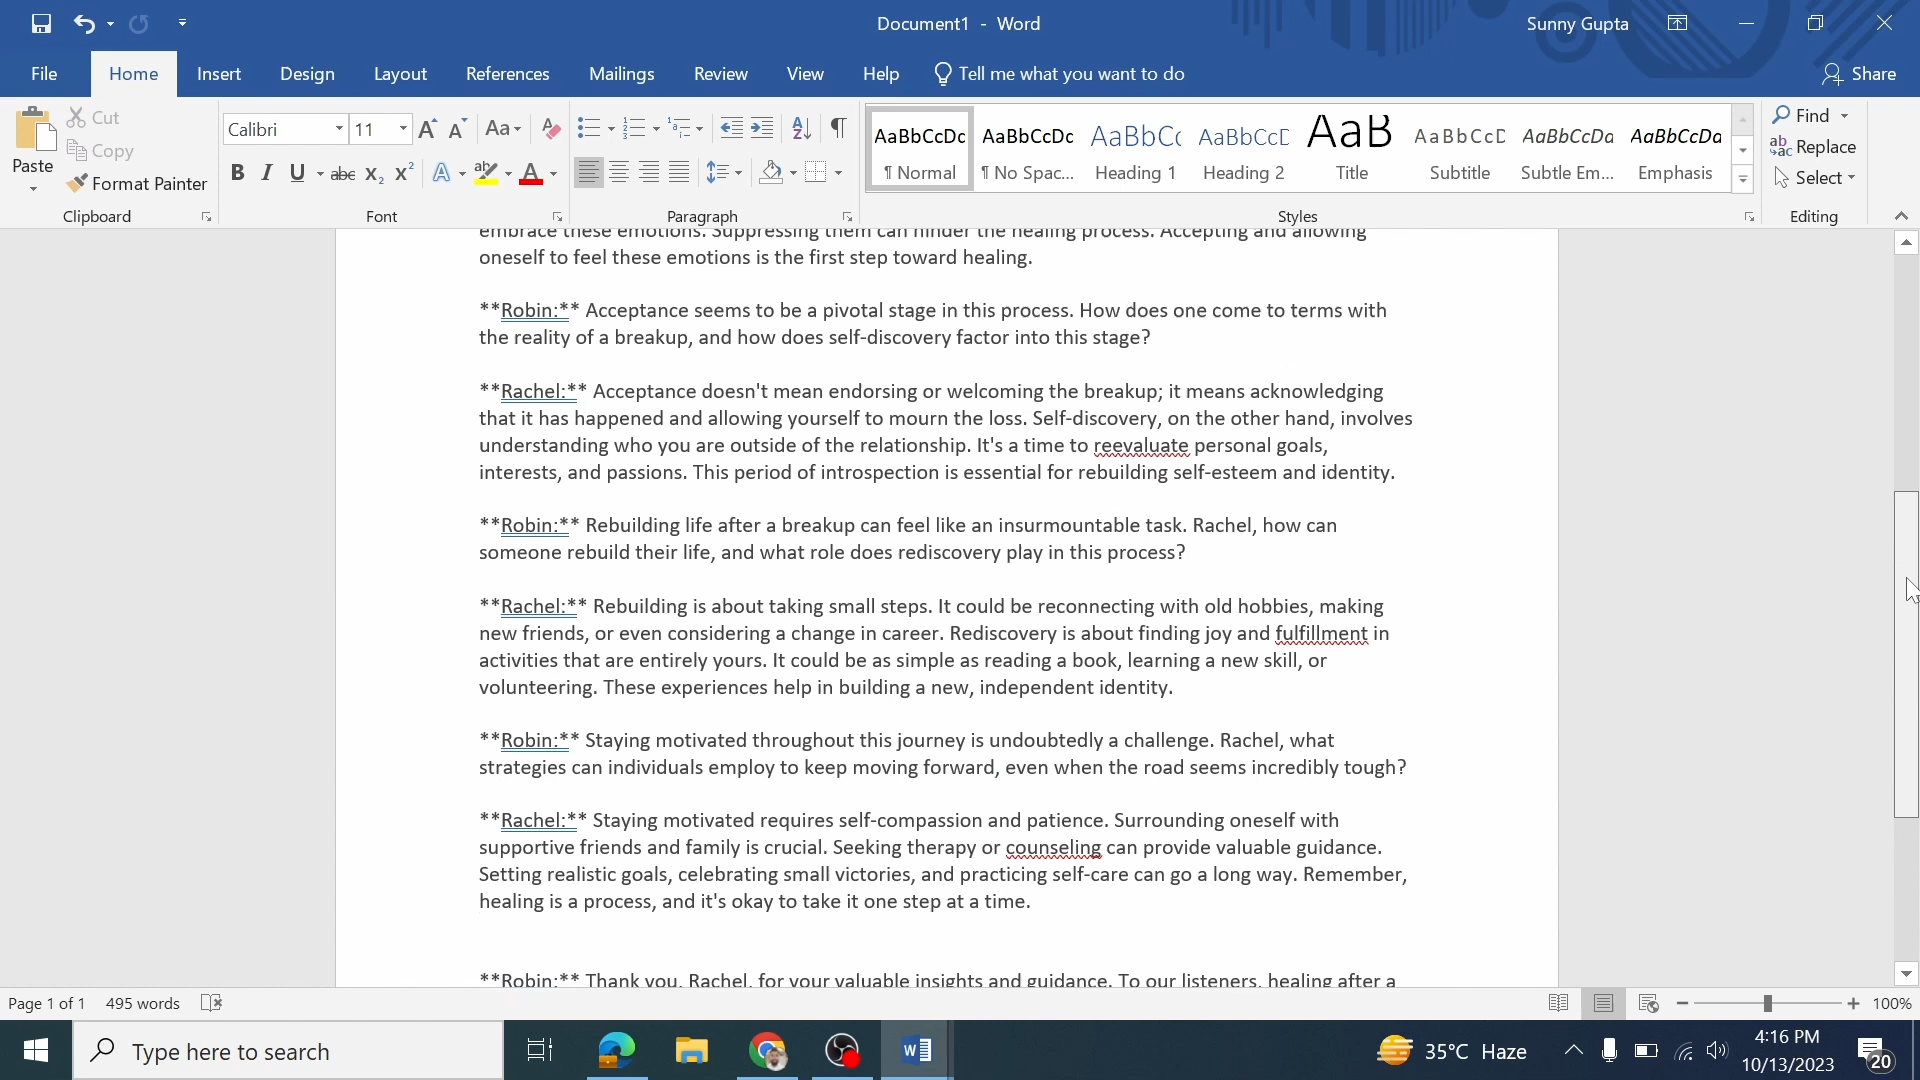 Document1 - Word
Sunny Gupta
File Home Insert Design Layout References Mailings Review View Help Tell me what you want to do Share
Paste
Cut
Copy
Format Painter
Clipboard
Calibri 11
Font
Paragraph
AaBbCcDc AaBbCcDc AaBbC( AaBbCcD AaB AaBbCcD AaBbCcDa AaBbCcDa
¶ Normal ¶ No Spac... Heading 1 Heading 2 Title Subtitle Subtle Em... Emphasis
Styles
Find
Replace
Select
Editing
embrace these emotions. Suppressing them can hinder the healing process. Accepting and allowing
oneself to feel these emotions is the first step toward healing.
**Robin:** Acceptance seems to be a pivotal stage in this process. How does one come to terms with
the reality of a breakup, and how does self-discovery factor into this stage?
**Rachel:** Acceptance doesn't mean endorsing or welcoming the breakup; it means acknowledging
that it has happened and allowing yourself to mourn the loss. Self-discovery, on the other hand, involves
understanding who you are outside of the relationship. It's a time to reevaluate personal goals,
interests, and passions. This period of introspection is essential for rebuilding self-esteem and identity.
**Robin:** Rebuilding life after a breakup can feel like an insurmountable task. Rachel, how can
someone rebuild their life, and what role does rediscovery play in this process?
**Rachel:** Rebuilding is about taking small steps. It could be reconnecting with old hobbies, making
new friends, or even considering a change in career. Rediscovery is about finding joy and fulfillment in
activities that are entirely yours. It could be as simple as reading a book, learning a new skill, or
volunteering. These experiences help in building a new, independent identity.
**Robin:** Staying motivated throughout this journey is undoubtedly a challenge. Rachel, what
strategies can individuals employ to keep moving forward, even when the road seems incredibly tough?
**Rachel:** Staying motivated requires self-compassion and patience. Surrounding oneself with
supportive friends and family is crucial. Seeking therapy or counseling can provide valuable guidance.
Setting realistic goals, celebrating small victories, and practicing self-care can go a long way. Remember,
healing is a process, and it's okay to take it one step at a time.
**Robin:** Thank you, Rachel, for your valuable insights and guidance. To our listeners, healing after a
Page 1 of 1 495 words 100%
Type here to search
35°C Haze
4:16 PM
10/13/2023
20